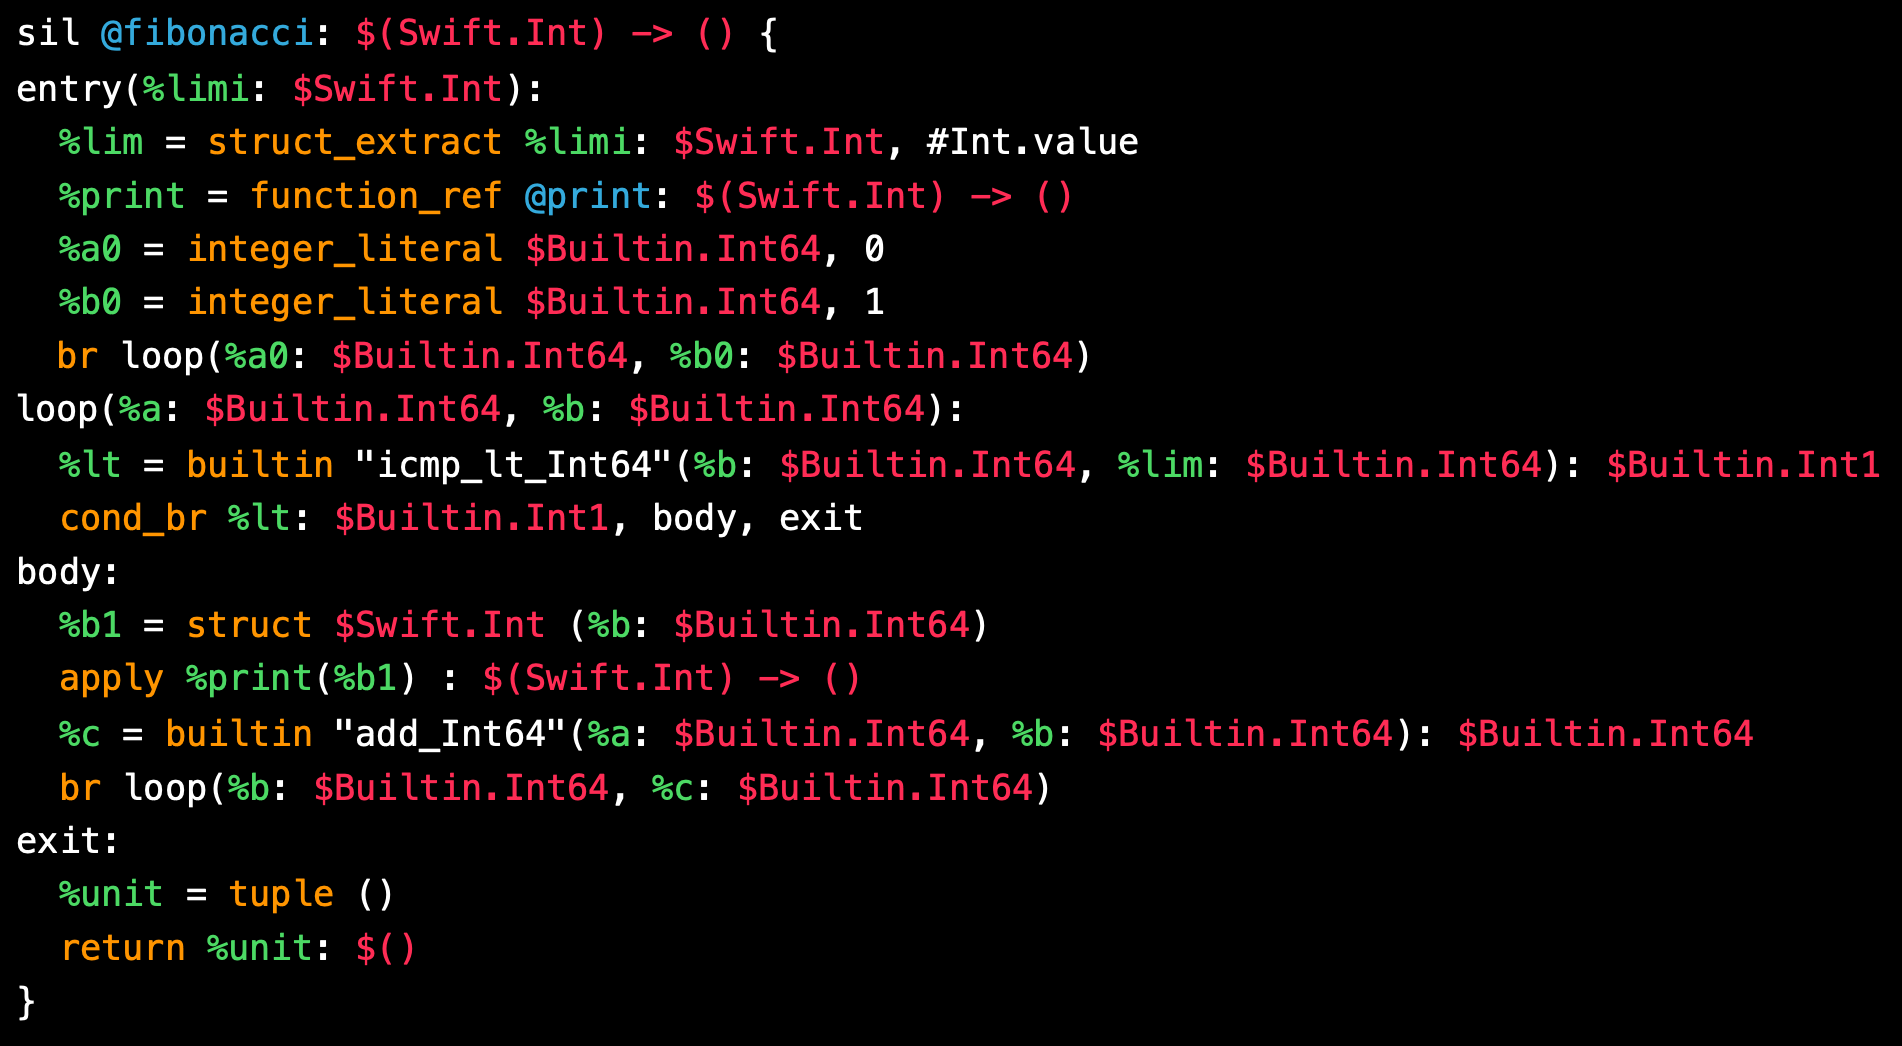 sil @fibonacci: $(Swift.Int) -> () {
entry(%limi: $Swift.Int):
  %lim = struct_extract %limi: $Swift.Int, #Int.value
  %print = function_ref @print: $(Swift.Int) -> ()
  %a0 = integer_literal $Builtin.Int64, 0
  %b0 = integer_literal $Builtin.Int64, 1
  br loop(%a0: $Builtin.Int64, %b0: $Builtin.Int64)
loop(%a: $Builtin.Int64, %b: $Builtin.Int64):
  %lt = builtin "icmp_lt_Int64"(%b: $Builtin.Int64, %lim: $Builtin.Int64): $Builtin.Int1
  cond_br %lt: $Builtin.Int1, body, exit
body:
  %b1 = struct $Swift.Int (%b: $Builtin.Int64)
  apply %print(%b1) : $(Swift.Int) -> ()
  %c = builtin "add_Int64"(%a: $Builtin.Int64, %b: $Builtin.Int64): $Builtin.Int64
  br loop(%b: $Builtin.Int64, %c: $Builtin.Int64)
exit:
  %unit = tuple ()
  return %unit: $()
}